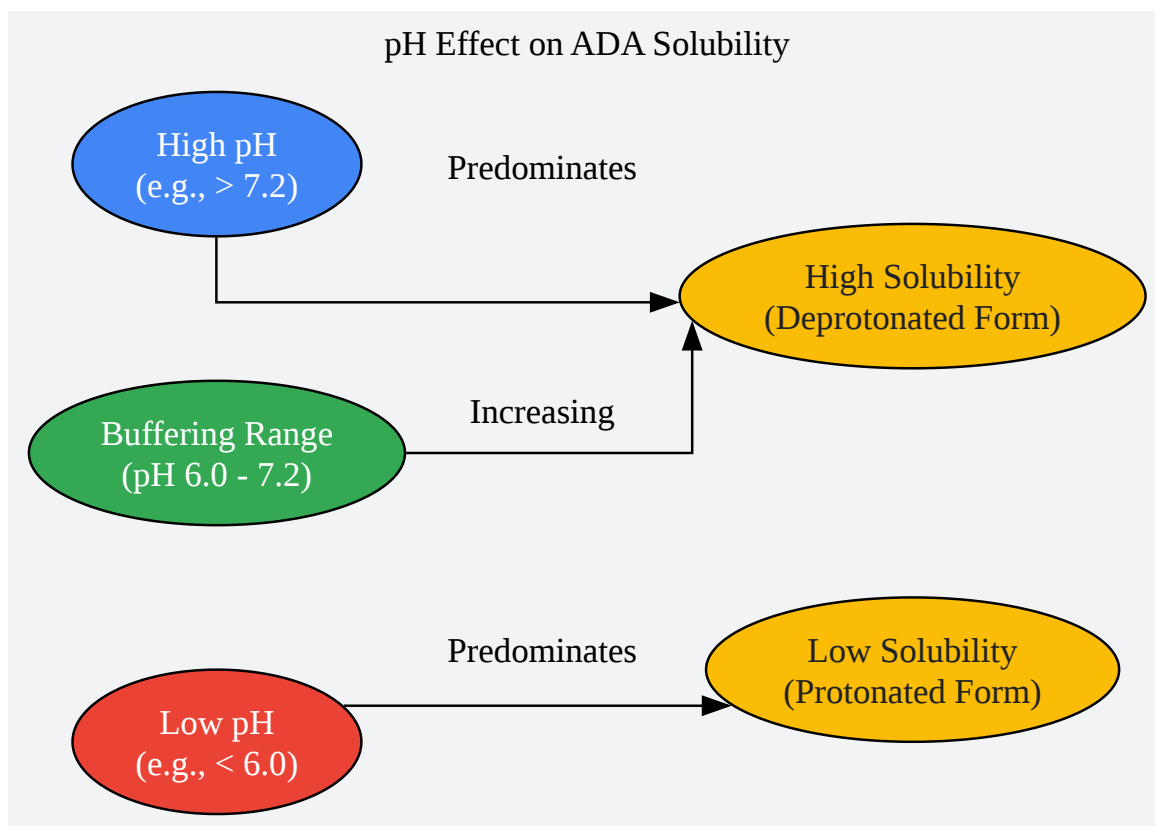 pH Effect on ADA Solubility
High pH
(e.g., > 7.2)
Predominates
High Solubility
(Deprotonated Form)
Buffering Range
(pH 6.0 - 7.2)
Increasing
Low pH
(e.g., < 6.0)
Predominates
Low Solubility
(Protonated Form)